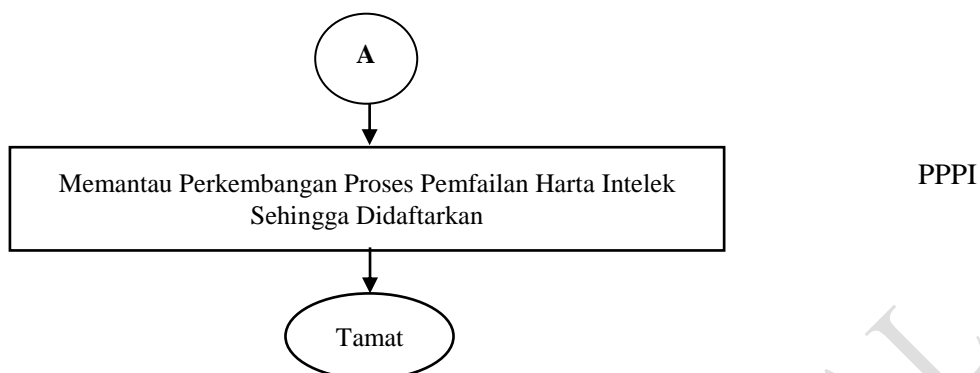 A
Memantau Perkembangan Proses Pemfailan Harta Intelek
Sehingga Didaftarkan
PPPI
Tamat